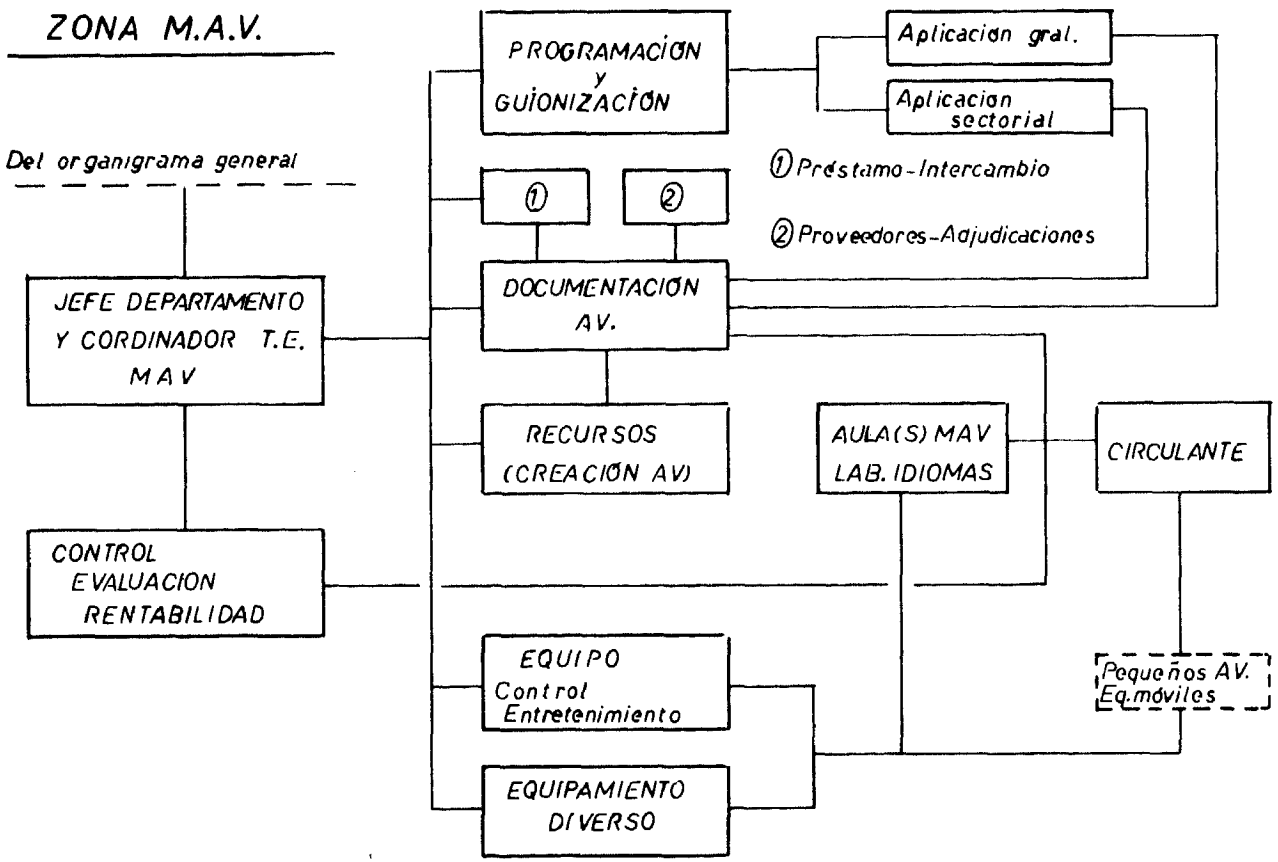 ZONA M.A.V.
Del organigrama general
JEFE DEPARTAMENTO
Y CORDINADOR T.E.
MAV
CONTROL
EVALUACION
RENTABILIDAD
PROGRAMACIÓN
y
GUIONIZACIÓN
Aplicación gral.
Aplicación
sectorial
① Préstamo-Intercambio
② Proveedores-Adjudicaciones
①
②
DOCUMENTACIÓN
AV.
RECURSOS
(CREACIÓN AV)
AULA(S) MAV
LAB. IDIOMAS
CIRCULANTE
EQUIPO
Control
Entretenimiento
Pequeños AV.
Eq. móviles
EQUIPAMIENTO
DIVERSO